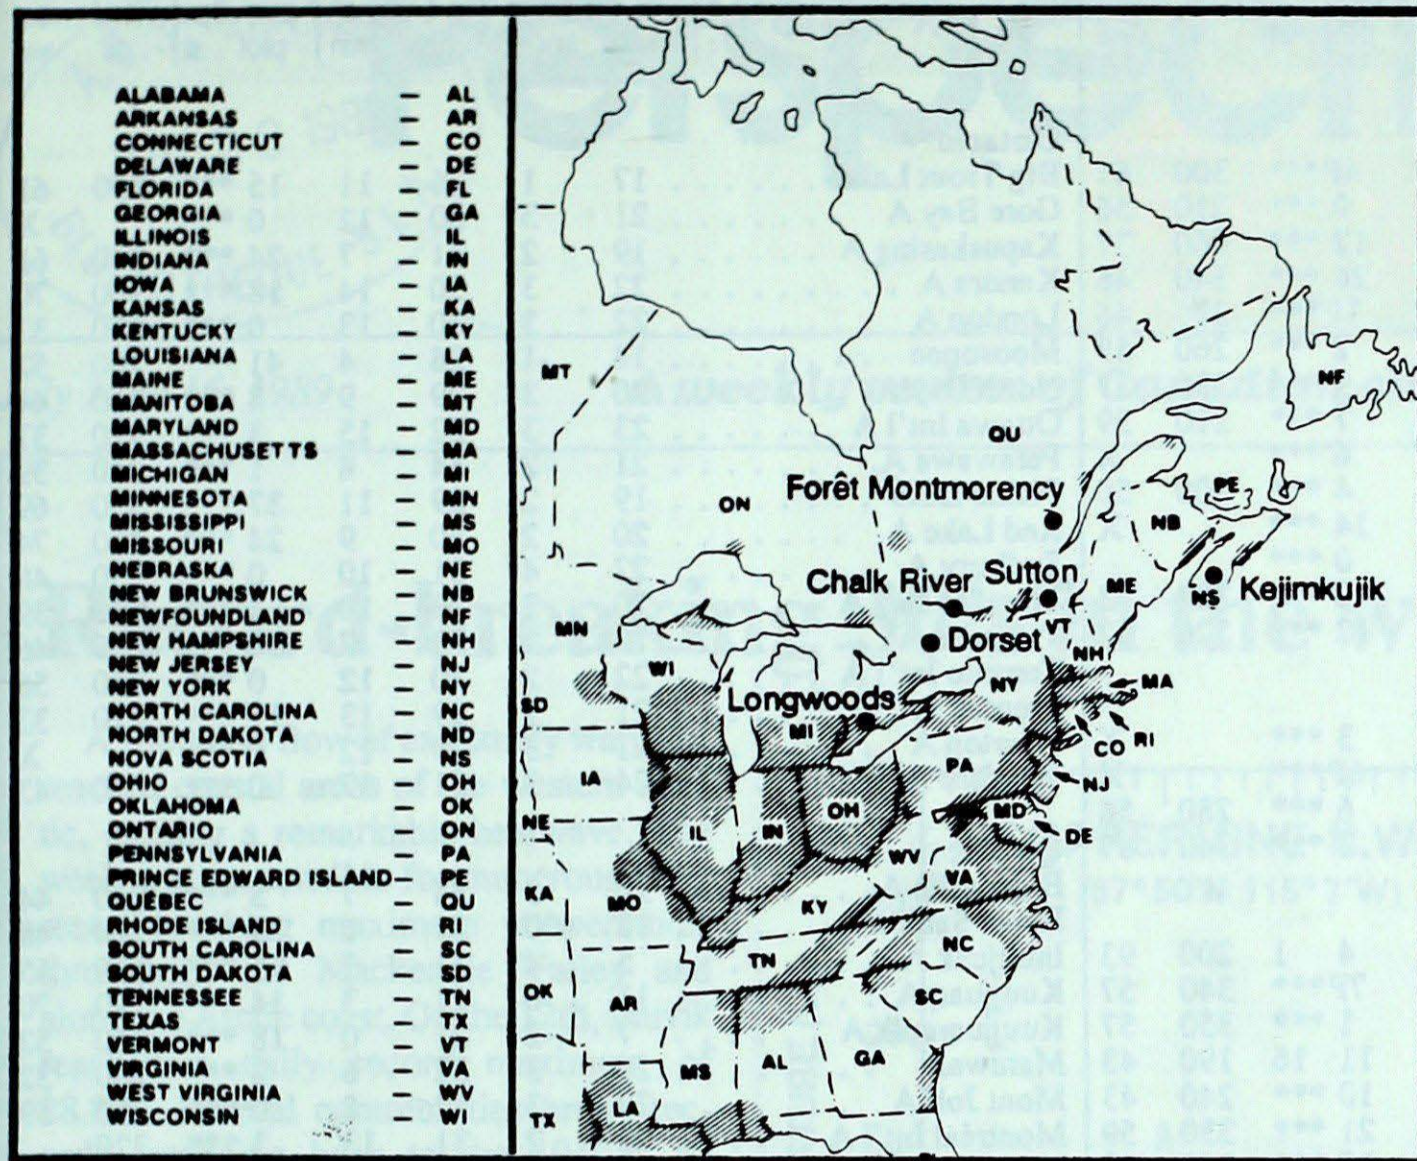 ALABAMA – AL
ARKANSAS – AR
CONNECTICUT – CO
DELAWARE – DE
FLORIDA – FL
GEORGIA – GA
ILLINOIS – IL
INDIANA – IN
IOWA – IA
KANSAS – KA
KENTUCKY – KY
LOUISIANA – LA
MAINE – ME
MANITOBA – MT
MARYLAND – MD
MASSACHUSETTS – MA
MICHIGAN – MI
MINNESOTA – MN
MISSISSIPPI – MS
MISSOURI – MO
NEBRASKA – NE
NEW BRUNSWICK – NB
NEWFOUNDLAND – NF
NEW HAMPSHIRE – NH
NEW JERSEY – NJ
NEW YORK – NY
NORTH CAROLINA – NC
NORTH DAKOTA – ND
NOVA SCOTIA – NS
OHIO – OH
OKLAHOMA – OK
ONTARIO – ON
PENNSYLVANIA – PA
PRINCE EDWARD ISLAND – PE
QUÉBEC – QU
RHODE ISLAND – RI
SOUTH CAROLINA – SC
SOUTH DAKOTA – SD
TENNESSEE – TN
TEXAS – TX
VERMONT – VT
VIRGINIA – VA
WEST VIRGINIA – WV
WISCONSIN – WI
MT
NF
QU
Forêt Montmorency
ON
PE
NB
Chalk River
Sutton
ME
NS
Kejimkujik
MN
Dorset
VT
NH
WI
NY
MA
SD
Longwoods
MI
CO
RI
IA
PA
NJ
NE
IL
IN
OH
MD
DE
WV
VA
KA
MO
KY
NC
TN
OK
AR
SC
MS
AL
GA
TX
LA